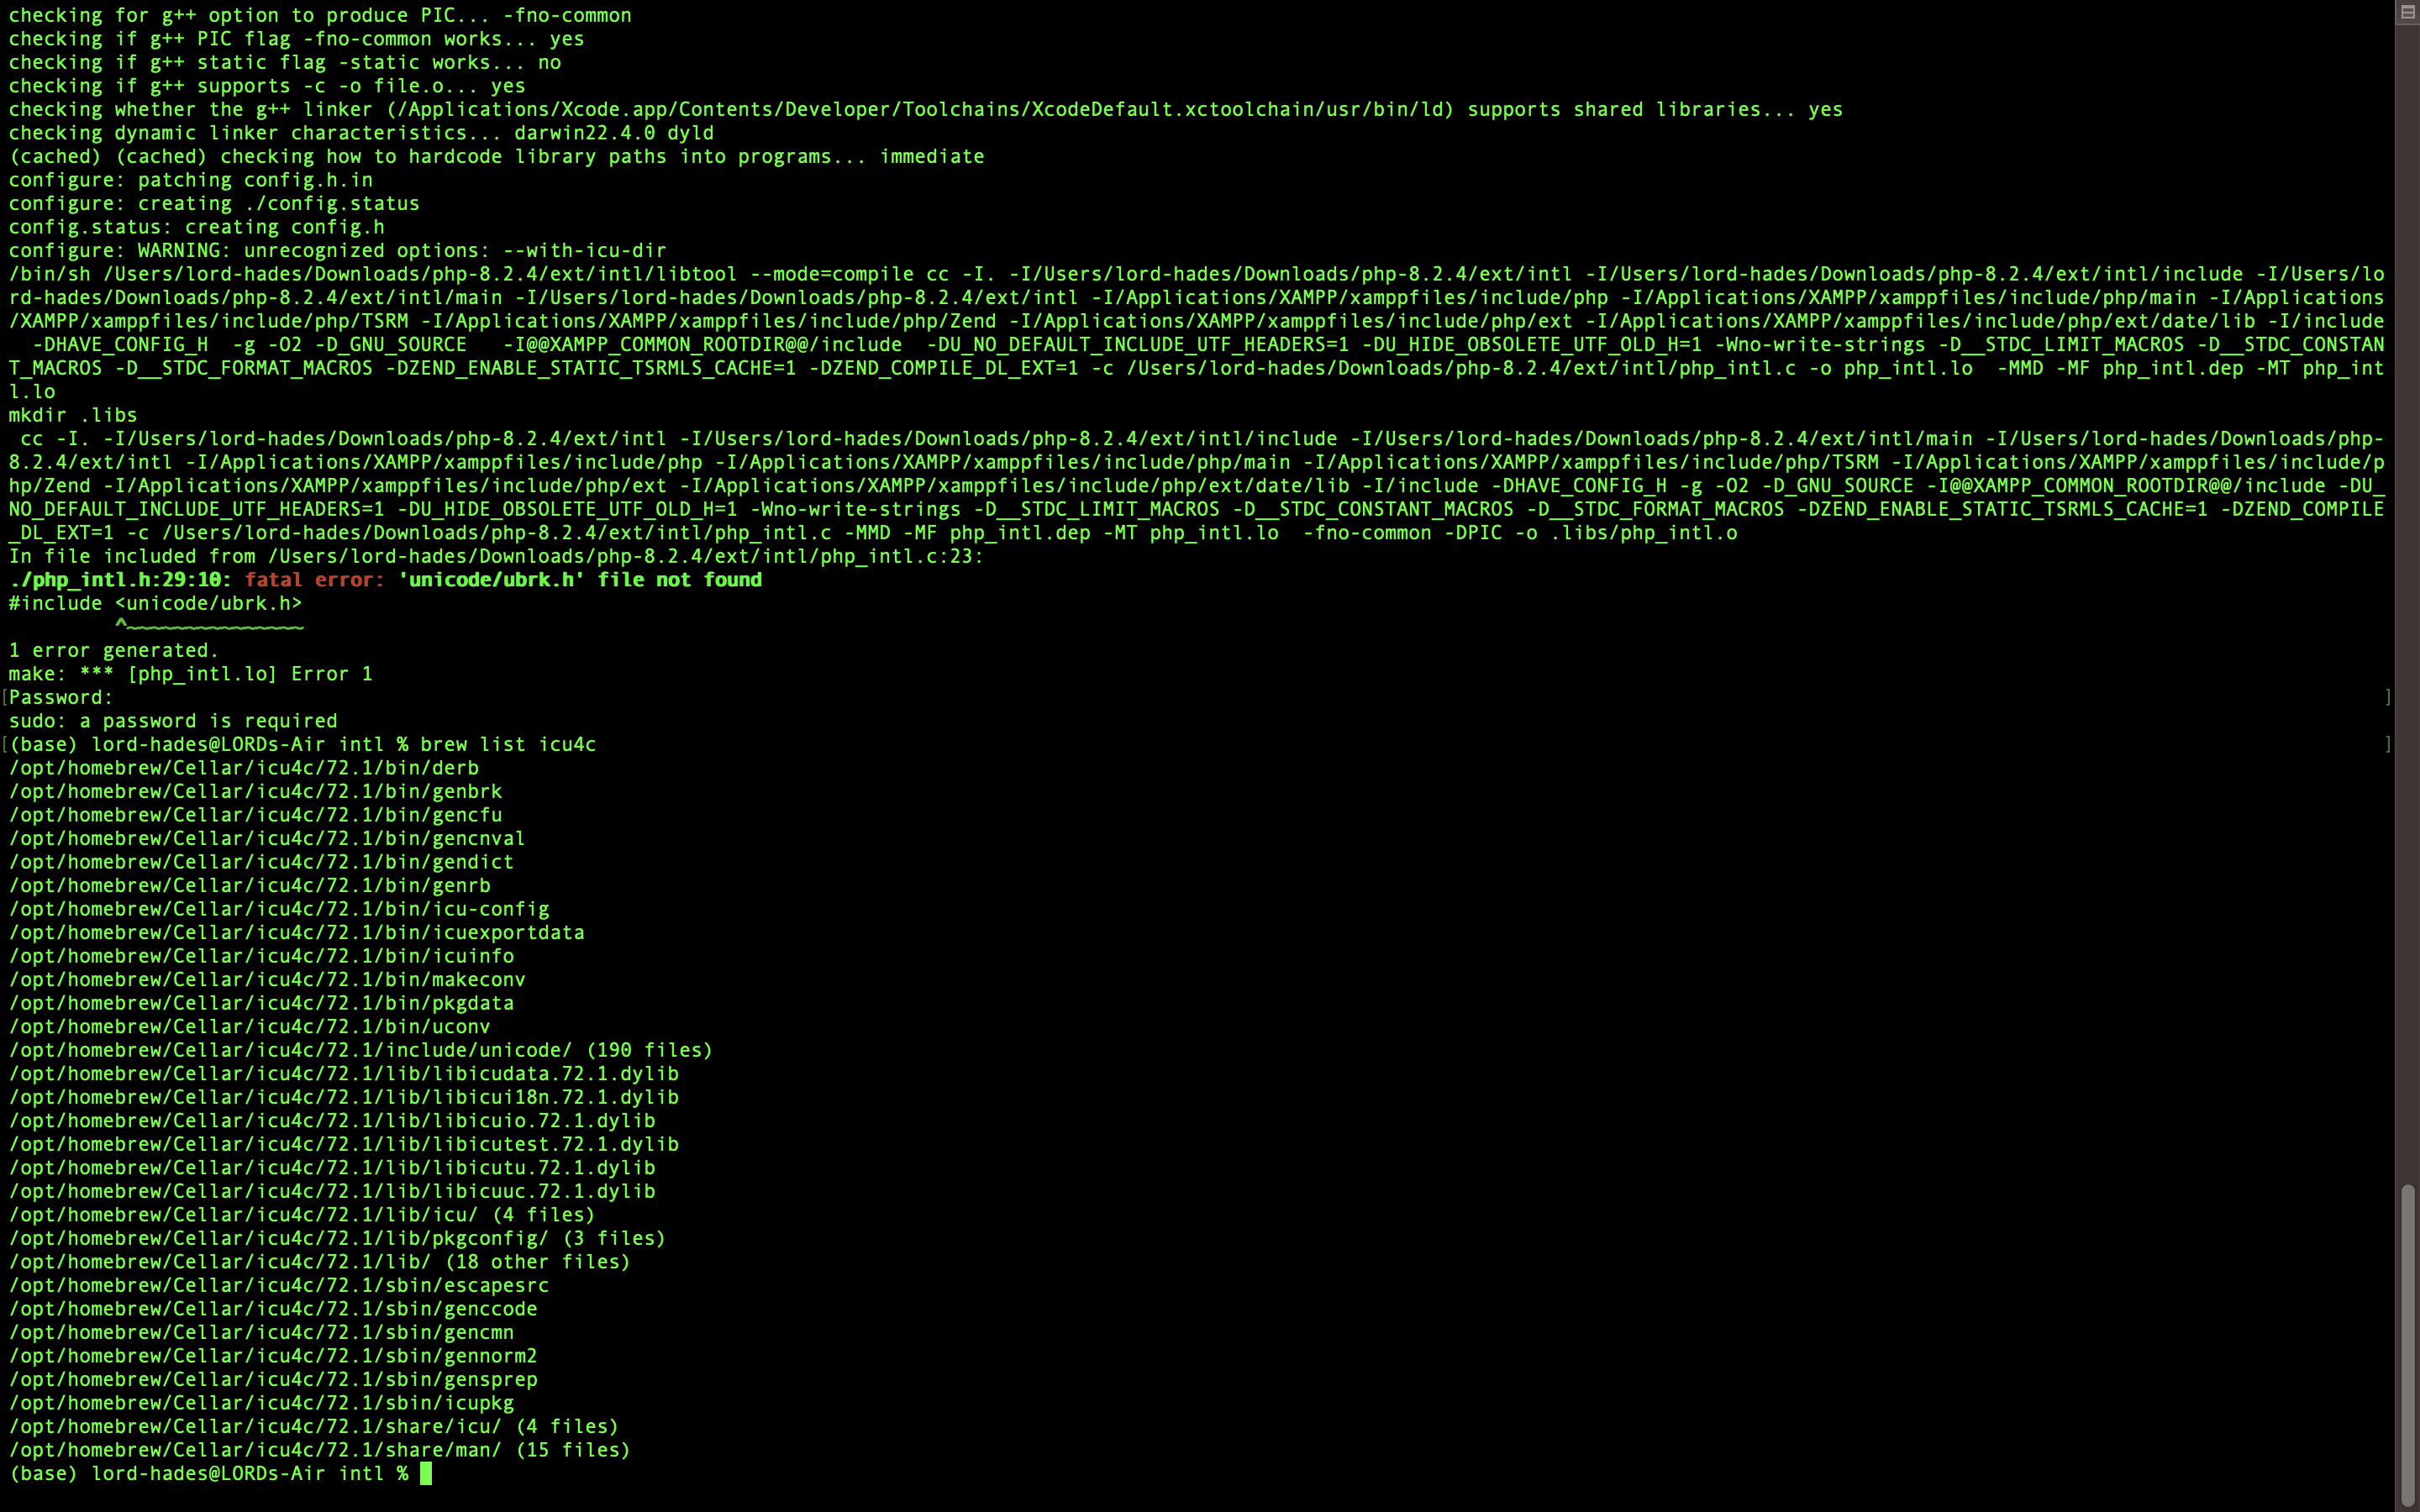 checking for g++ option to produce PIC... -fno-common
checking if g++ PIC flag -fno-common works... yes
checking if g++ static flag -static works... no
checking if g++ supports -c -o file.o... yes
checking whether the g++ linker (/Applications/Xcode.app/Contents/Developer/Toolchains/XcodeDefault.xctoolchain/usr/bin/ld) supports shared libraries... yes
checking dynamic linker characteristics... darwin22.4.0 dyld
(cached) (cached) checking how to hardcode library paths into programs... immediate
configure: patching config.h.in
configure: creating ./config.status
config.status: creating config.h
configure: WARNING: unrecognized options: --with-icu-dir
/bin/sh /Users/lord-hades/Downloads/php-8.2.4/ext/intl/libtool --mode=compile cc -I. -I/Users/lord-hades/Downloads/php-8.2.4/ext/intl -I/Users/lord-hades/Downloads/php-8.2.4/ext/intl/include -I/Users/lo
rd-hades/Downloads/php-8.2.4/ext/intl/main -I/Users/lord-hades/Downloads/php-8.2.4/ext/intl -I/Applications/XAMPP/xamppfiles/include/php -I/Applications/XAMPP/xamppfiles/include/php/main -I/Applications
/XAMPP/xamppfiles/include/php/TSRM -I/Applications/XAMPP/xamppfiles/include/php/Zend -I/Applications/XAMPP/xamppfiles/include/php/ext -I/Applications/XAMPP/xamppfiles/include/php/ext/date/lib -I/include
  -DHAVE_CONFIG_H  -g -O2 -D_GNU_SOURCE   -I@@XAMPP_COMMON_ROOTDIR@@/include  -DU_NO_DEFAULT_INCLUDE_UTF_HEADERS=1 -DU_HIDE_OBSOLETE_UTF_OLD_H=1 -Wno-write-strings -D__STDC_LIMIT_MACROS -D__STDC_CONSTAN
T_MACROS -D__STDC_FORMAT_MACROS -DZEND_ENABLE_STATIC_TSRMLS_CACHE=1 -DZEND_COMPILE_DL_EXT=1 -c /Users/lord-hades/Downloads/php-8.2.4/ext/intl/php_intl.c -o php_intl.lo  -MMD -MF php_intl.dep -MT php_int
l.lo
mkdir .libs
 cc -I. -I/Users/lord-hades/Downloads/php-8.2.4/ext/intl -I/Users/lord-hades/Downloads/php-8.2.4/ext/intl/include -I/Users/lord-hades/Downloads/php-8.2.4/ext/intl/main -I/Users/lord-hades/Downloads/php-
8.2.4/ext/intl -I/Applications/XAMPP/xamppfiles/include/php -I/Applications/XAMPP/xamppfiles/include/php/main -I/Applications/XAMPP/xamppfiles/include/php/TSRM -I/Applications/XAMPP/xamppfiles/include/p
hp/Zend -I/Applications/XAMPP/xamppfiles/include/php/ext -I/Applications/XAMPP/xamppfiles/include/php/ext/date/lib -I/include -DHAVE_CONFIG_H -g -O2 -D_GNU_SOURCE -I@@XAMPP_COMMON_ROOTDIR@@/include -DU_
NO_DEFAULT_INCLUDE_UTF_HEADERS=1 -DU_HIDE_OBSOLETE_UTF_OLD_H=1 -Wno-write-strings -D__STDC_LIMIT_MACROS -D__STDC_CONSTANT_MACROS -D__STDC_FORMAT_MACROS -DZEND_ENABLE_STATIC_TSRMLS_CACHE=1 -DZEND_COMPILE
_DL_EXT=1 -c /Users/lord-hades/Downloads/php-8.2.4/ext/intl/php_intl.c -MMD -MF php_intl.dep -MT php_intl.lo  -fno-common -DPIC -o .libs/php_intl.o
In file included from /Users/lord-hades/Downloads/php-8.2.4/ext/intl/php_intl.c:23:
./php_intl.h:29:10: fatal error: 'unicode/ubrk.h' file not found
#include <unicode/ubrk.h>
         ^~~~~~~~~~~~~~~~
1 error generated.
make: *** [php_intl.lo] Error 1
[Password: ]
sudo: a password is required
[(base) lord-hades@LORDs-Air intl % brew list icu4c ]
/opt/homebrew/Cellar/icu4c/72.1/bin/derb
/opt/homebrew/Cellar/icu4c/72.1/bin/genbrk
/opt/homebrew/Cellar/icu4c/72.1/bin/gencfu
/opt/homebrew/Cellar/icu4c/72.1/bin/gencnval
/opt/homebrew/Cellar/icu4c/72.1/bin/gendict
/opt/homebrew/Cellar/icu4c/72.1/bin/genrb
/opt/homebrew/Cellar/icu4c/72.1/bin/icu-config
/opt/homebrew/Cellar/icu4c/72.1/bin/icuexportdata
/opt/homebrew/Cellar/icu4c/72.1/bin/icuinfo
/opt/homebrew/Cellar/icu4c/72.1/bin/makeconv
/opt/homebrew/Cellar/icu4c/72.1/bin/pkgdata
/opt/homebrew/Cellar/icu4c/72.1/bin/uconv
/opt/homebrew/Cellar/icu4c/72.1/include/unicode/ (190 files)
/opt/homebrew/Cellar/icu4c/72.1/lib/libicudata.72.1.dylib
/opt/homebrew/Cellar/icu4c/72.1/lib/libicui18n.72.1.dylib
/opt/homebrew/Cellar/icu4c/72.1/lib/libicuio.72.1.dylib
/opt/homebrew/Cellar/icu4c/72.1/lib/libicutest.72.1.dylib
/opt/homebrew/Cellar/icu4c/72.1/lib/libicutu.72.1.dylib
/opt/homebrew/Cellar/icu4c/72.1/lib/libicuuc.72.1.dylib
/opt/homebrew/Cellar/icu4c/72.1/lib/icu/ (4 files)
/opt/homebrew/Cellar/icu4c/72.1/lib/pkgconfig/ (3 files)
/opt/homebrew/Cellar/icu4c/72.1/lib/ (18 other files)
/opt/homebrew/Cellar/icu4c/72.1/sbin/escapesrc
/opt/homebrew/Cellar/icu4c/72.1/sbin/genccode
/opt/homebrew/Cellar/icu4c/72.1/sbin/gencmn
/opt/homebrew/Cellar/icu4c/72.1/sbin/gennorm2
/opt/homebrew/Cellar/icu4c/72.1/sbin/gensprep
/opt/homebrew/Cellar/icu4c/72.1/sbin/icupkg
/opt/homebrew/Cellar/icu4c/72.1/share/icu/ (4 files)
/opt/homebrew/Cellar/icu4c/72.1/share/man/ (15 files)
(base) lord-hades@LORDs-Air intl %